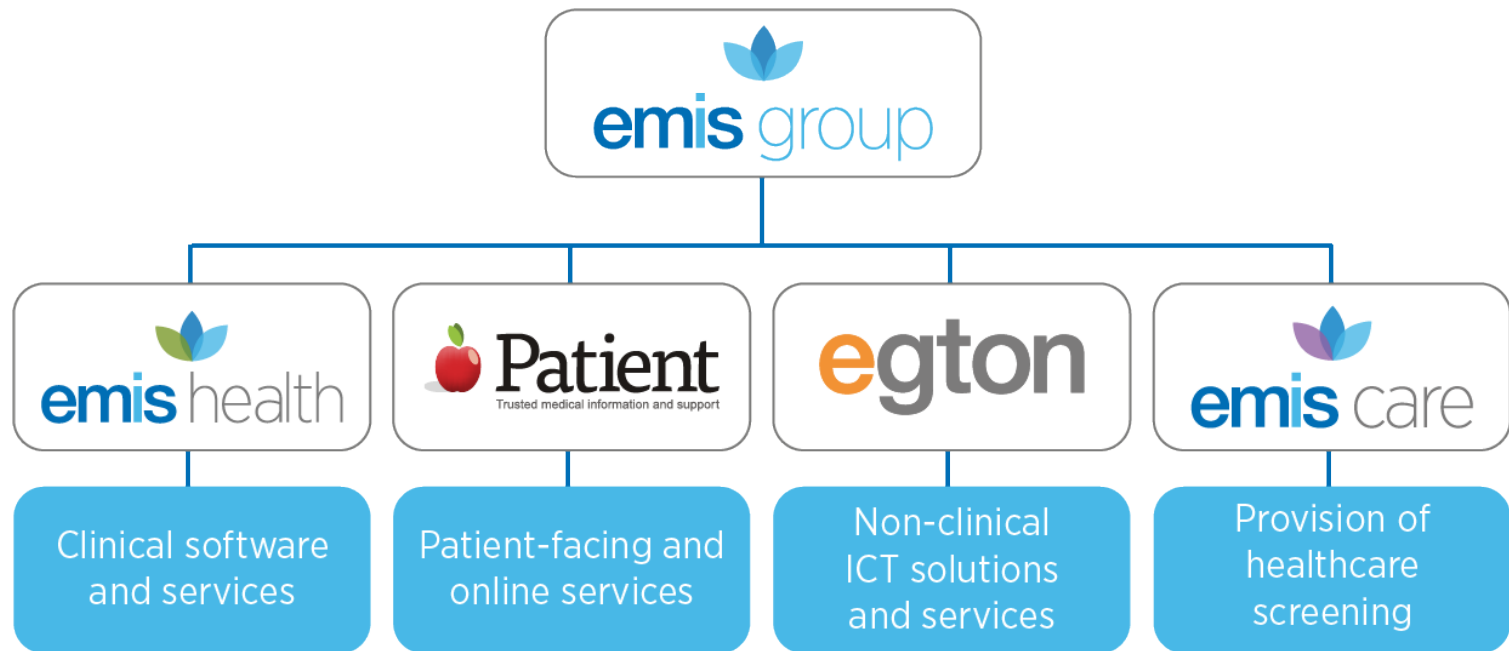 emis group
emis health
Patient
Trusted medical information and support
egton
emis care
Clinical software
and services
Patient-facing and
online services
Non-clinical
ICT solutions
and services
Provision of
healthcare
screening